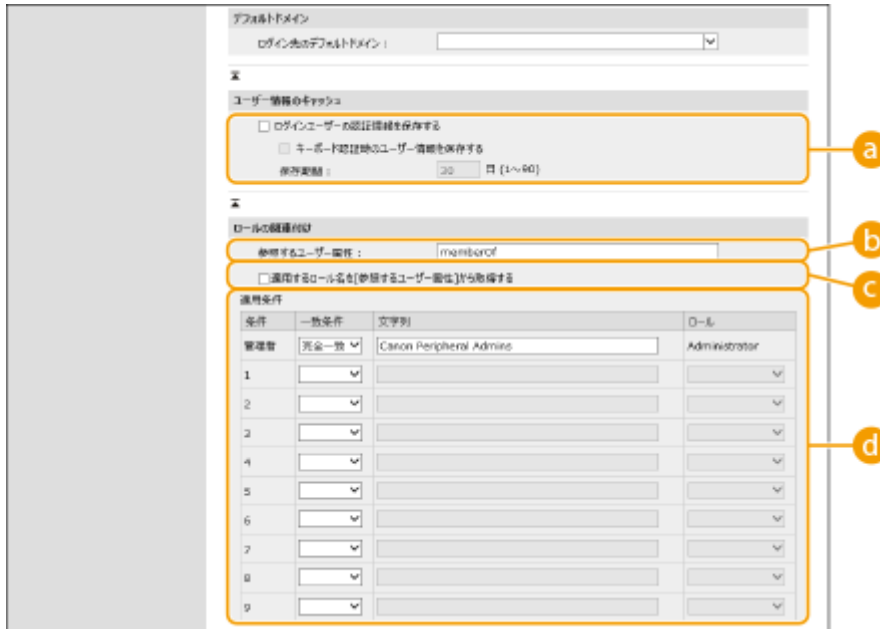 デフォルトドメイン
ログイン先のデフォルトドメイン：
ユーザー情報のキャッシュ
ログインユーザーの認証情報を保存する
a
キーボード認証時のユーザー情報を保存する
保存期間： 30 日 (1～90)
ロールの関連付け
参照するユーザー属性： memberOf
b
適用するロール名を[参照するユーザー属性]から取得する
c
適用条件
条件 一致条件 文字列 ロール
管理者 完全一致 Canon Peripheral Admins Administrator
1
2
3
4
d
5
6
7
8
9